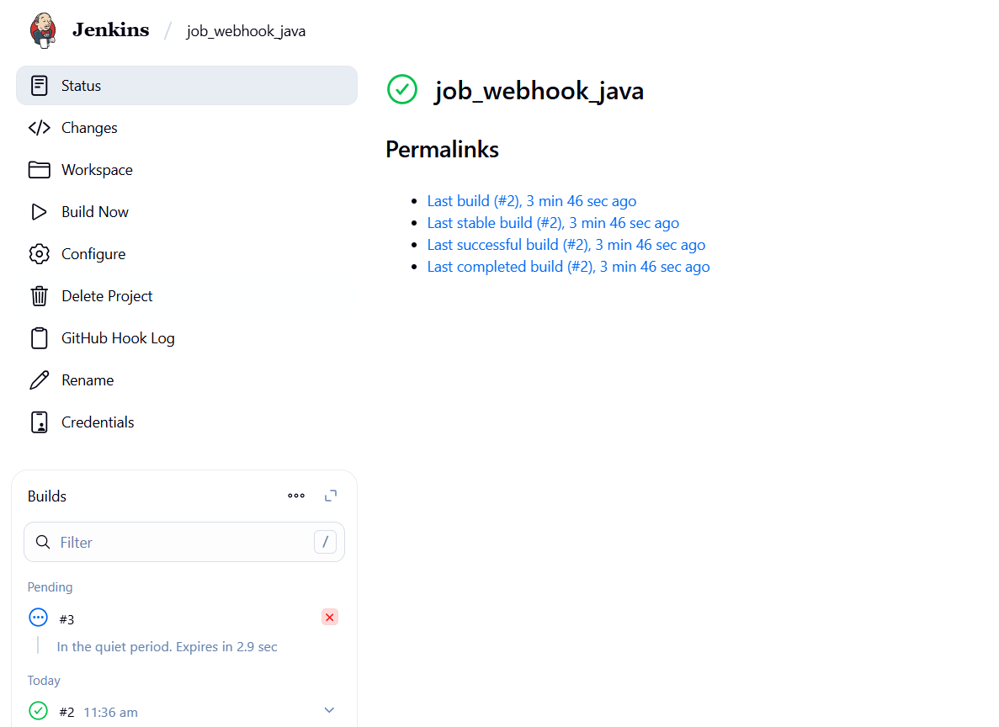 Jenkins / job_webhook_java
Status
Changes
Workspace
Build Now
Configure
Delete Project
GitHub Hook Log
Rename
Credentials
Builds
Filter /
Pending
#3
In the quiet period. Expires in 2.9 sec
Today
#2 11:36 am
job_webhook_java
Permalinks
Last build (#2), 3 min 46 sec ago
Last stable build (#2), 3 min 46 sec ago
Last successful build (#2), 3 min 46 sec ago
Last completed build (#2), 3 min 46 sec ago